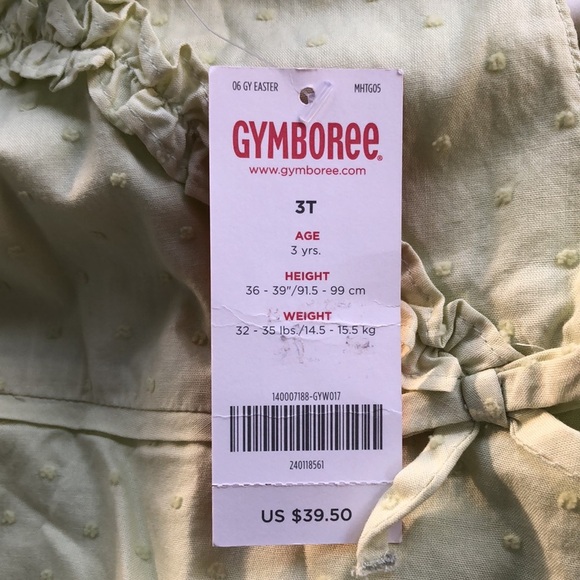 06 GY EASTER MHTG05
GYMBOREE®
www.gymboree.com
3T
AGE
3 yrs.
HEIGHT
36 - 39"/91.5 - 99 cm
WEIGHT
32 - 35 lbs./14.5 - 15.5 kg
140007188-GYW017
240118561
US $39.50